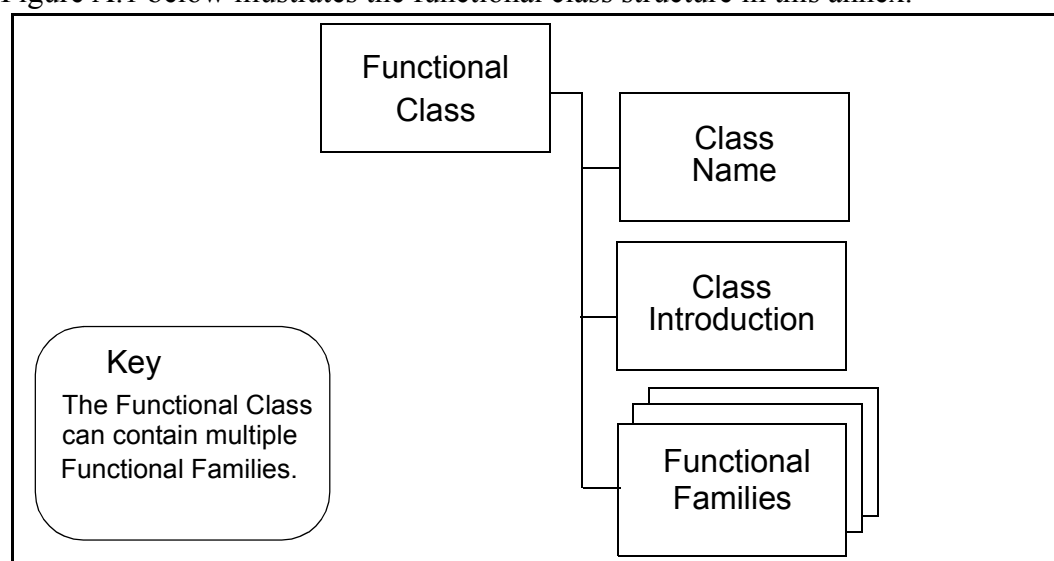 Figure A.1 below illustrates the functional class structure in this annex.
Functional
Class
Class
Name
Class
Introduction
Key
The Functional Class
can contain multiple
Functional Families.
Functional
Families